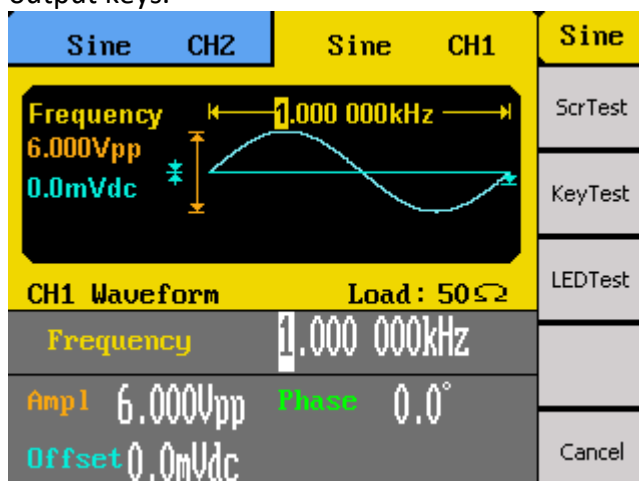 output keys.
Sine CH2 Sine CH1 Sine
Frequency 1.000 000kHz
6.000Vpp
0.0mVdc
CH1 Waveform Load: 50Ω
Frequency 1.000 000kHz
Ampl 6.000Vpp Phase 0.0°
Offset 0.0mVdc
ScrTest
KeyTest
LEDTest
Cancel